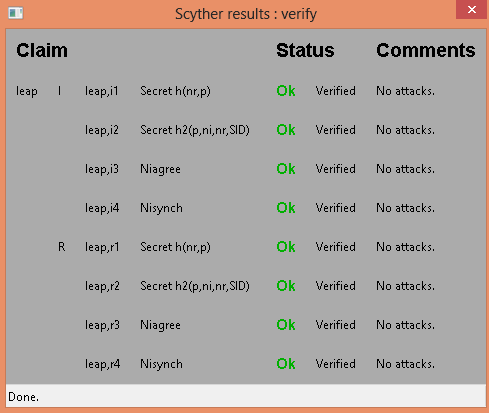 Scyther results : verify
Claim Status Comments
leap I leap,i1 Secret h(nr,p) Ok Verified No attacks.
leap,i2 Secret h2(p,ni,nr,SID) Ok Verified No attacks.
leap,i3 Niagree Ok Verified No attacks.
leap,i4 Nisynch Ok Verified No attacks.
R leap,r1 Secret h(nr,p) Ok Verified No attacks.
leap,r2 Secret h2(p,ni,nr,SID) Ok Verified No attacks.
leap,r3 Niagree Ok Verified No attacks.
leap,r4 Nisynch Ok Verified No attacks.
Done.